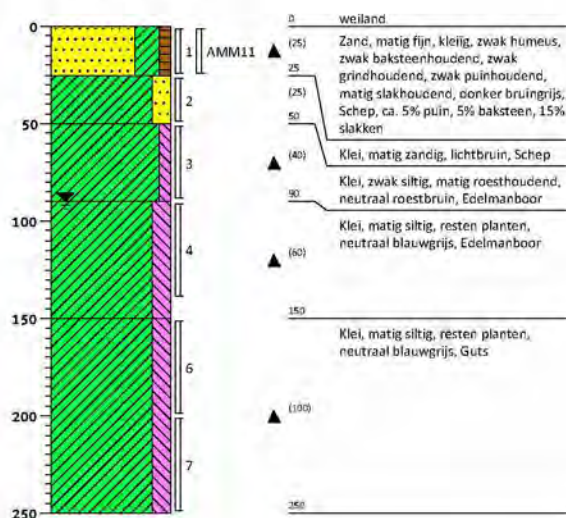 0
50
100
150
200
250
1
AMM11
2
3
4
6
7
0
weiland
(25)
Zand, matig fijn, kleiïg, zwak humeus,
zwak baksteenhoudend, zwak
grindhoudend, zwak puinhoudend,
matig slakhoudend, donker bruingrijs,
Schep, ca. 5% puin, 5% baksteen, 15%
slakken
25
(25)
50
Klei, matig zandig, lichtbruin, Schep
(40)
Klei, zwak siltig, matig roesthoudend,
neutraal roestbruin, Edelmanboor
90
Klei, matig siltig, resten planten,
neutraal blauwgrijs, Edelmanboor
(60)
150
Klei, matig siltig, resten planten,
neutraal blauwgrijs, Guts
(100)
250